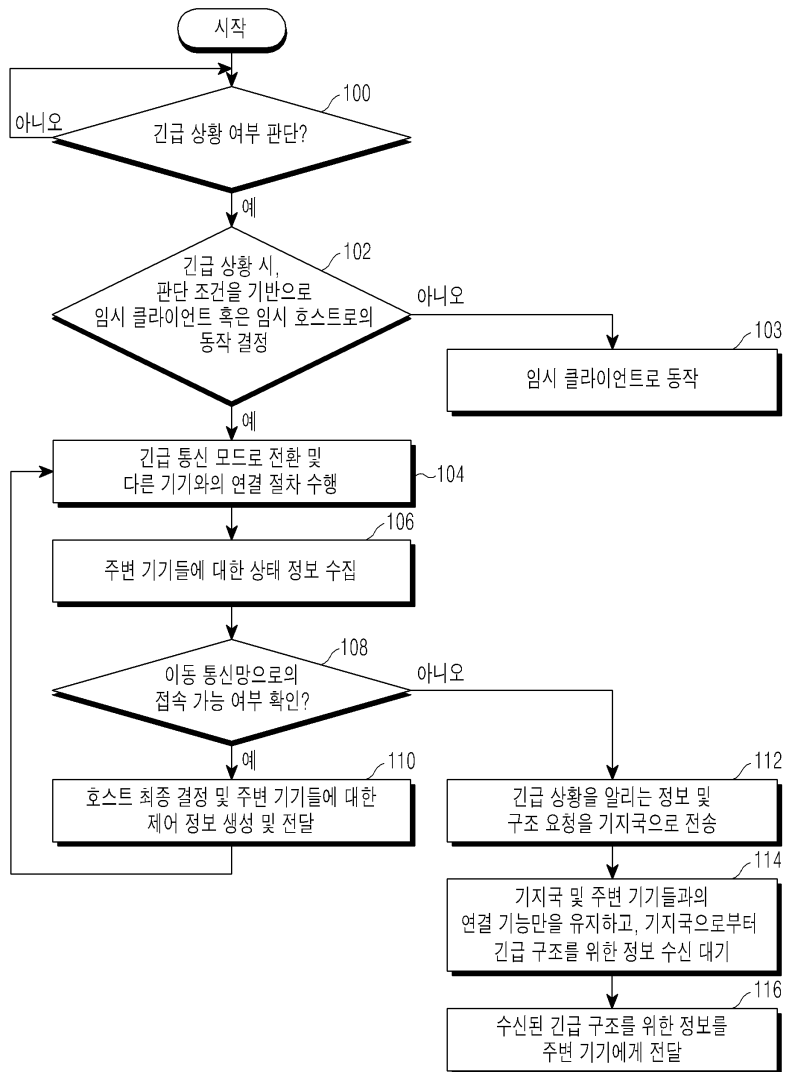 시작
100
아니오
긴급 상황 여부 판단?
예
102
긴급 상황 시,
판단 조건을 기반으로
임시 클라이언트 혹은 임시 호스트로의
동작 결정
아니오
103
임시 클라이언트로 동작
예
긴급 통신 모드로 전환 및
다른 기기와의 연결 절차 수행
104
106
주변 기기들에 대한 상태 정보 수집
108
이동 통신망으로의
접속 가능 여부 확인?
아니오
예
110
호스트 최종 결정 및 주변 기기들에 대한
제어 정보 생성 및 전달
112
긴급 상황을 알리는 정보 및
구조 요청을 기지국으로 전송
114
기지국 및 주변 기기들과의
연결 기능만을 유지하고, 기지국으로부터
긴급 구조를 위한 정보 수신 대기
116
수신된 긴급 구조를 위한 정보를
주변 기기에게 전달